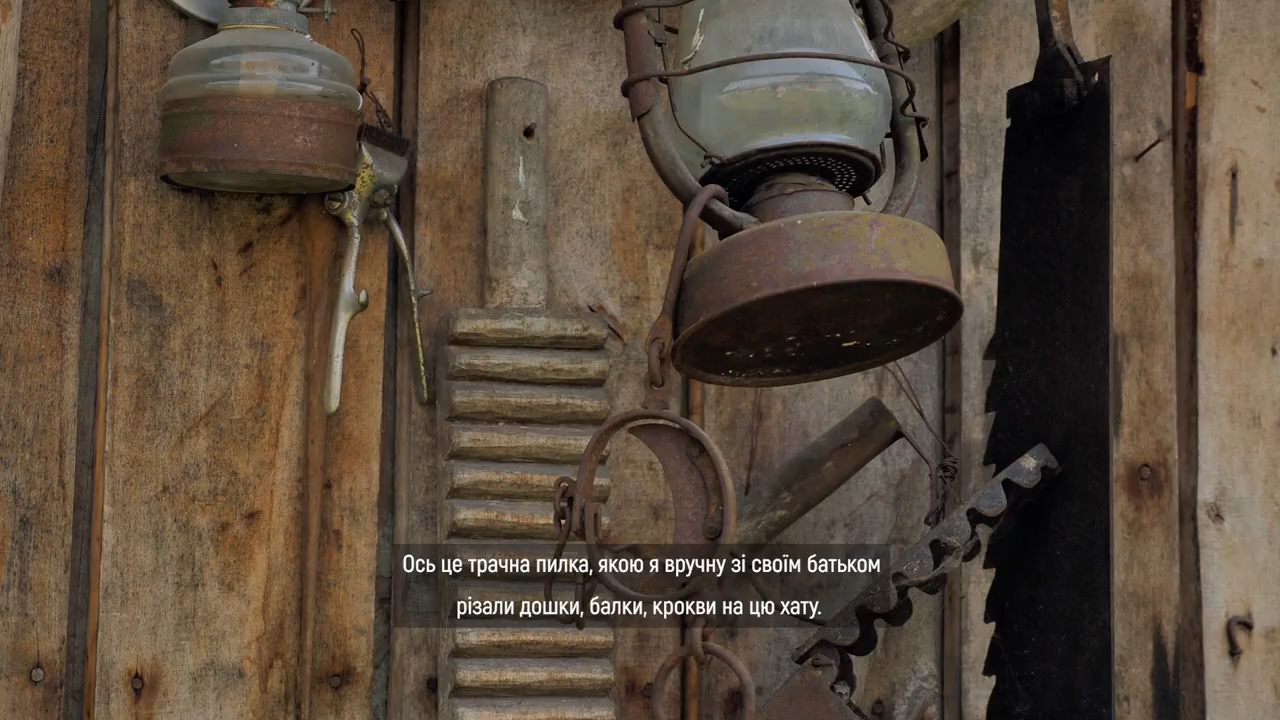 Ось це трачна пилка, якою я вручну зі своїм батьком
різали дошки, балки, крокви на цю хату.